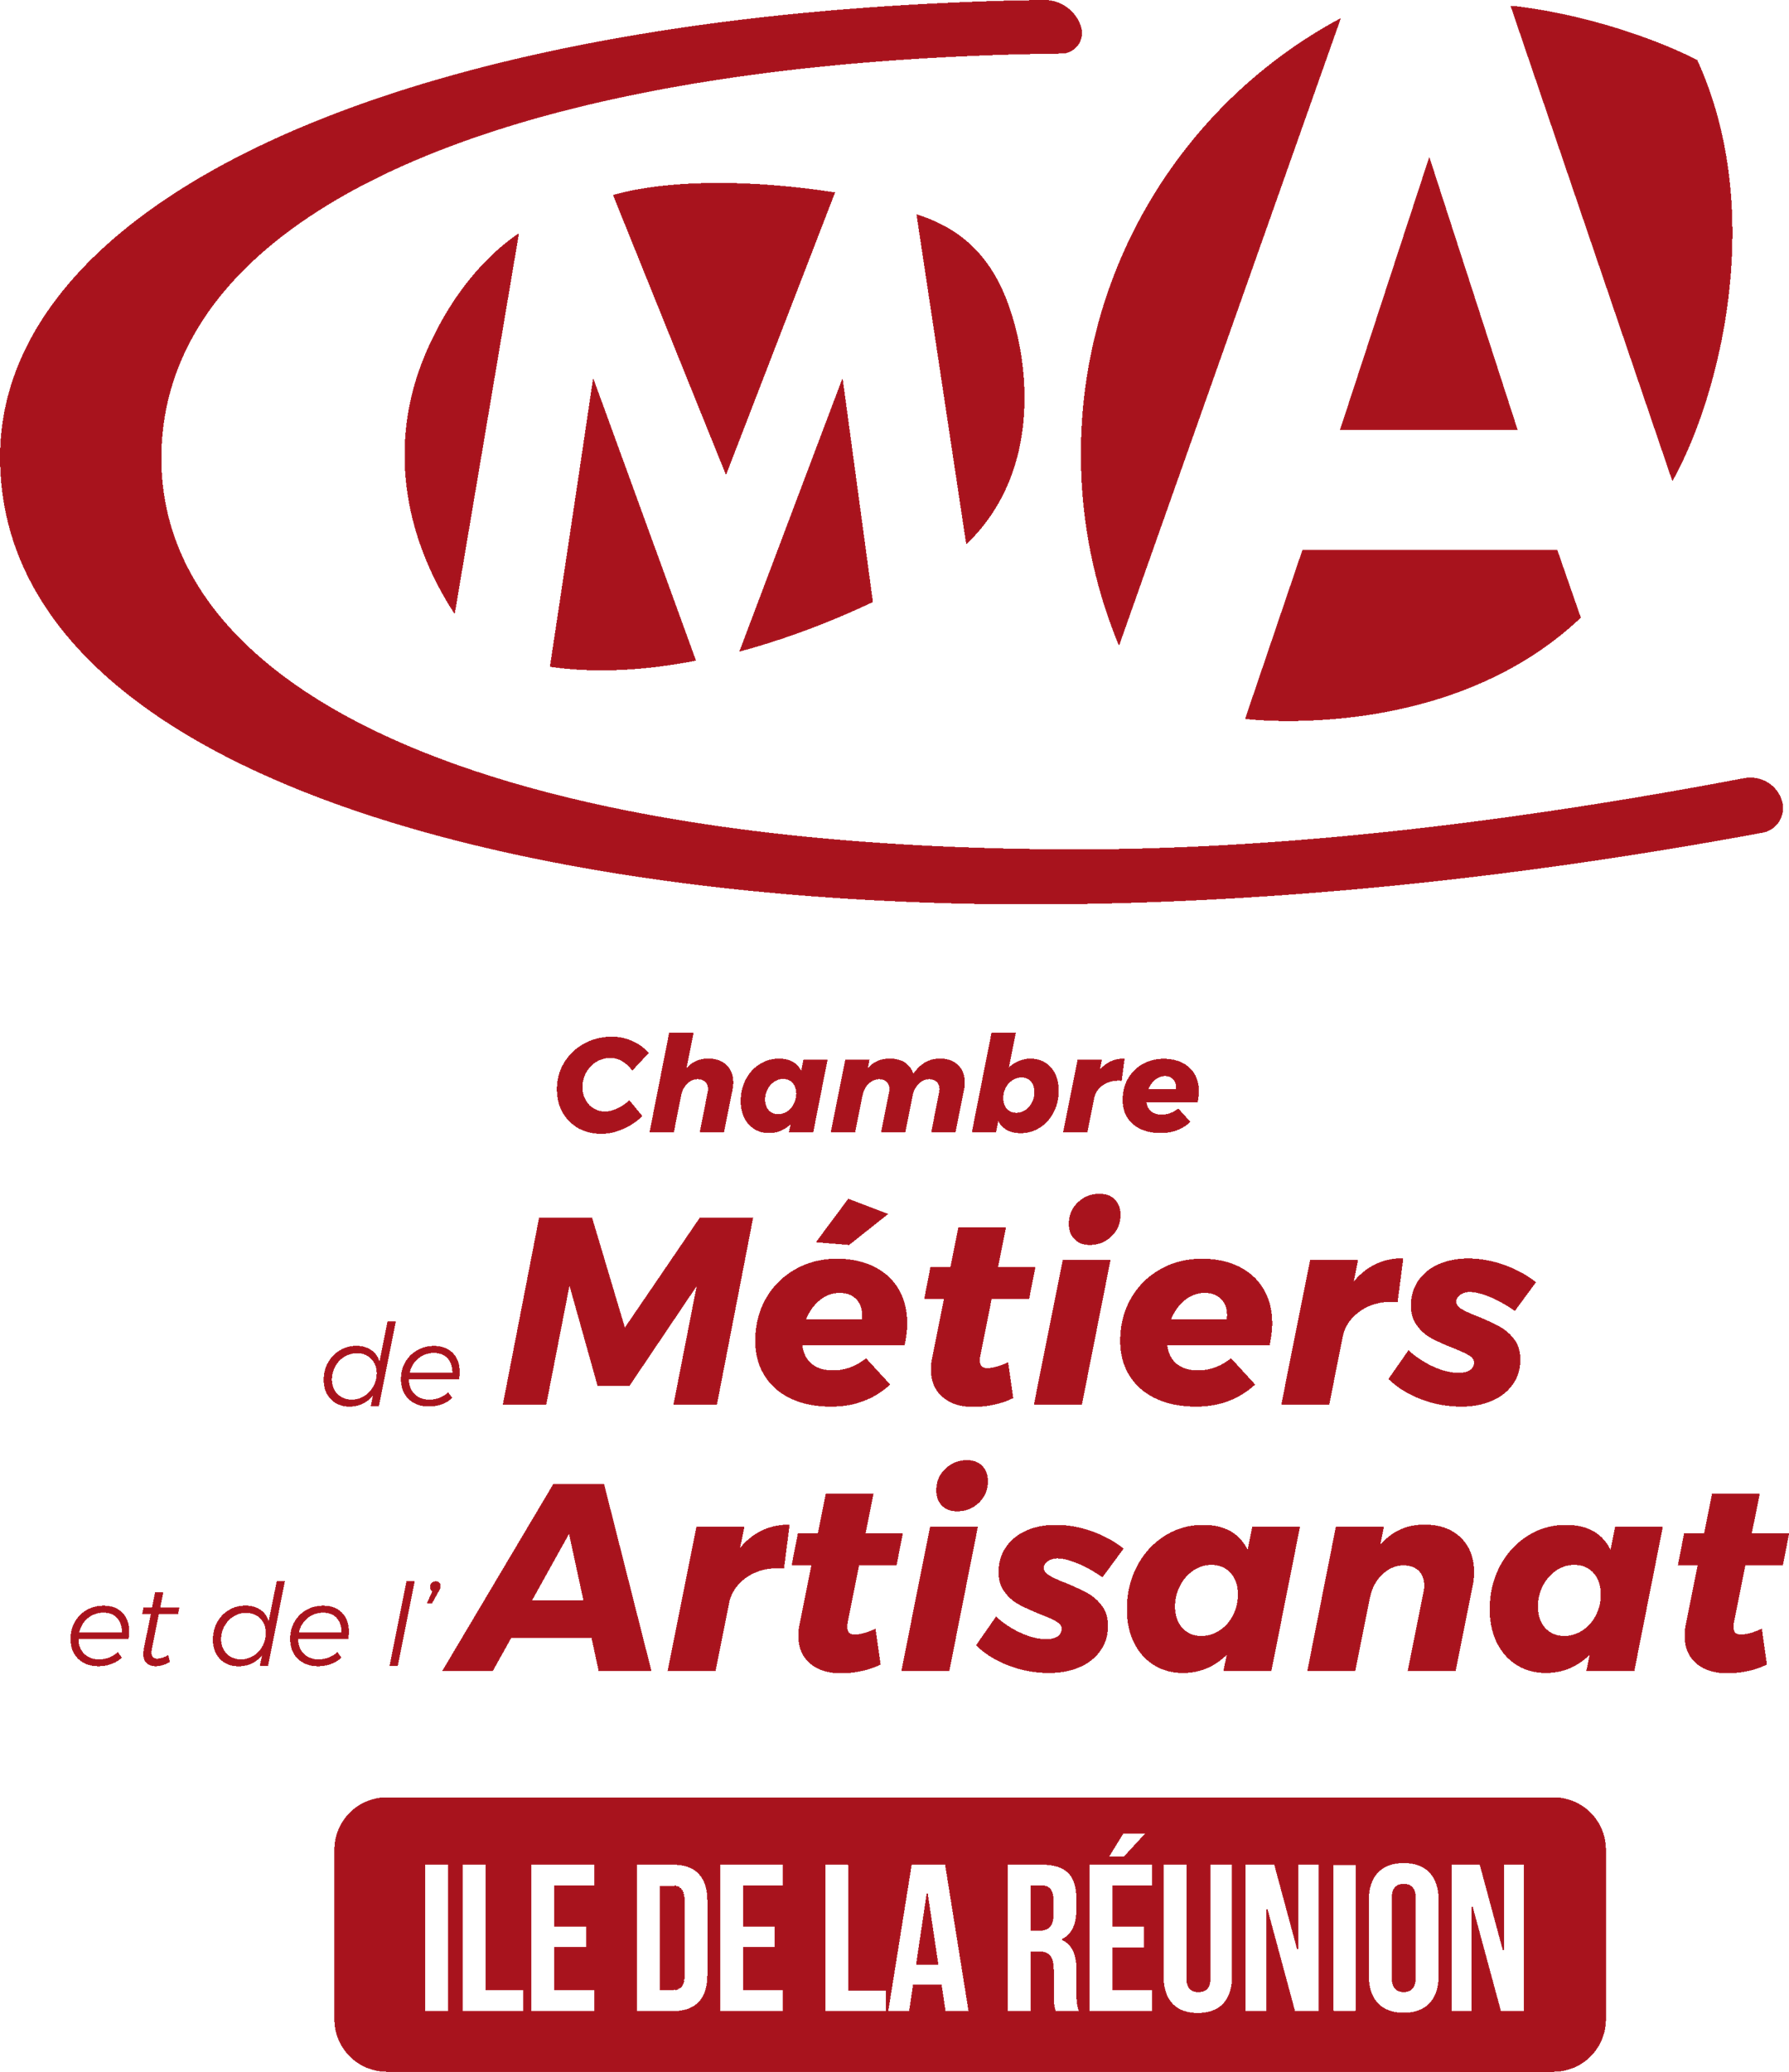 CMA
Chambre
de Métiers
et de l'Artisanat
ILE DE LA RÉUNION